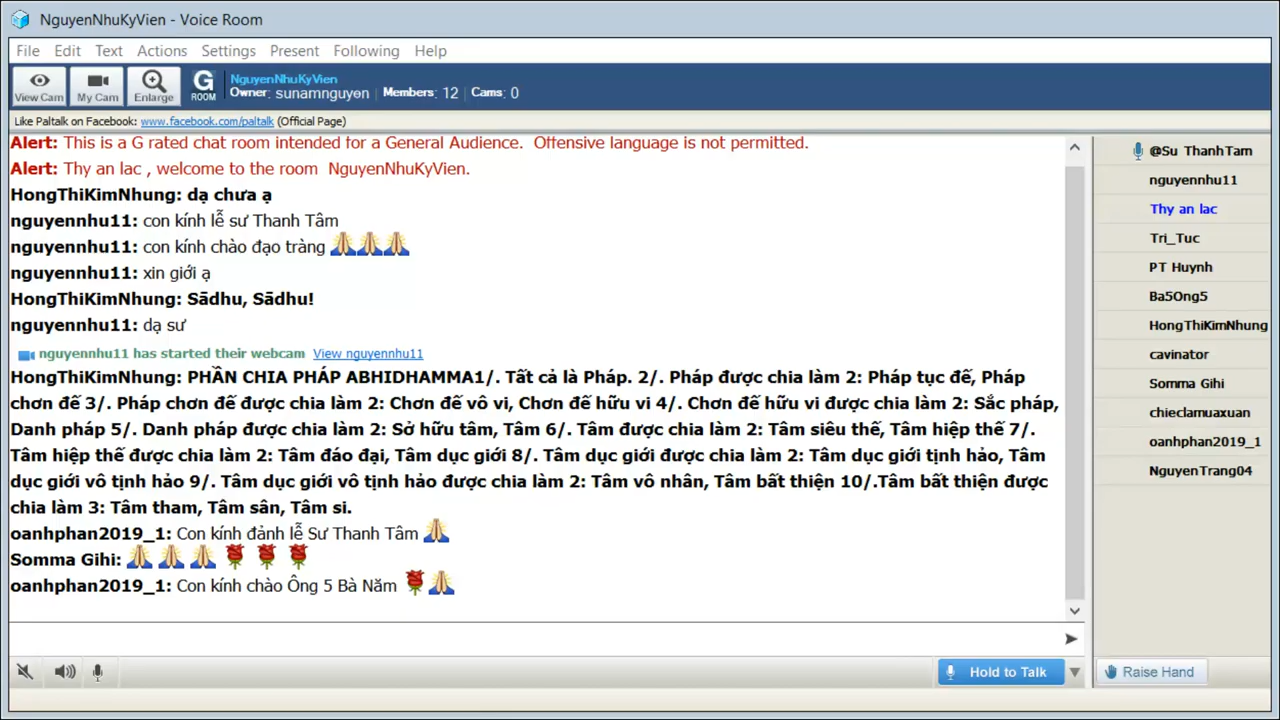 NguyenNhuKyVien - Voice Room
File Edit Text Actions Settings Present Following Help
View Cam My Cam Enlarge G ROOM NguyenNhuKyVien
Owner: sunamnguyen | Members: 12 | Cams: 0
Like Paltalk on Facebook: www.facebook.com/paltalk (Official Page)
Alert: This is a G rated chat room intended for a General Audience. Offensive language is not permitted.
Alert: Thy an lac , welcome to the room NguyenNhuKyVien.
HongThiKimNhung: dạ chưa ạ
nguyennhu11: con kính lễ sư Thanh Tâm
nguyennhu11: con kính chào đạo tràng 🙏🙏🙏
nguyennhu11: xin giới ạ
HongThiKimNhung: Sādhu, Sādhu!
nguyennhu11: dạ sư
nguyennhu11 has started their webcam View nguyennhu11
HongThiKimNhung: PHẦN CHIA PHÁP ABHIDHAMMA1/. Tất cả là Pháp. 2/. Pháp được chia làm 2: Pháp tục đế, Pháp
chơn đế 3/. Pháp chơn đế được chia làm 2: Chơn đế vô vi, Chơn đế hữu vi 4/. Chơn đế hữu vi được chia làm 2: Sắc pháp,
Danh pháp 5/. Danh pháp được chia làm 2: Sở hữu tâm, Tâm 6/. Tâm được chia làm 2: Tâm siêu thế, Tâm hiệp thế 7/.
Tâm hiệp thế được chia làm 2: Tâm đáo đại, Tâm dục giới 8/. Tâm dục giới được chia làm 2: Tâm dục giới tịnh hảo, Tâm
dục giới vô tịnh hảo 9/. Tâm dục giới vô tịnh hảo được chia làm 2: Tâm vô nhân, Tâm bất thiện 10/.Tâm bất thiện được
chia làm 3: Tâm tham, Tâm sân, Tâm si.
oanhphan2019_1: Con kính đảnh lễ Sư Thanh Tâm 🙏
Somma Gihi: 🙏🙏🙏🌹🌹🌹
oanhphan2019_1: Con kính chào Ông 5 Bà Năm 🌹🙏
@Su ThanhTam
nguyennhu11
Thy an lac
Tri_Tuc
PT Huynh
Ba5Ong5
HongThiKimNhung
cavinator
Somma Gihi
chieclamuaxuan
oanhphan2019_1
NguyenTrang04
Hold to Talk
Raise Hand